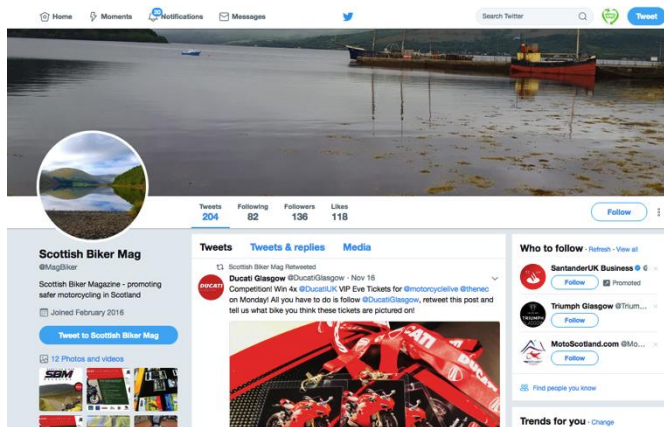 Home Moments 20 Notifications Messages Search Twitter Tweet
Tweets Following Followers Likes
204 82 136 118
Follow
Scottish Biker Mag
@MagBiker
Scottish Biker Magazine - promoting
safer motorcycling in Scotland
Joined February 2016
Tweet to Scottish Biker Mag
12 Photos and videos
SBM
Tweets Tweets & replies Media
Scottish Biker Mag Retweeted
Ducati Glasgow @DucatiGlasgow · Nov 16
DUCATI
Competition! Win 4x @DucatiUK VIP Eve Tickets for @motorcyclelive @thenec
on Monday! All you have to do is follow @DucatiGlasgow, retweet this post and
tell us what bike you think these tickets are pictured on!
DUCATI
Who to follow · Refresh · View all
SantanderUK Business
Follow Promoted
Triumph Glasgow @Trium...
TRIUMPH
Follow
MotoScotland.com @Mo...
Follow
Find people you know
Trends for you · Change